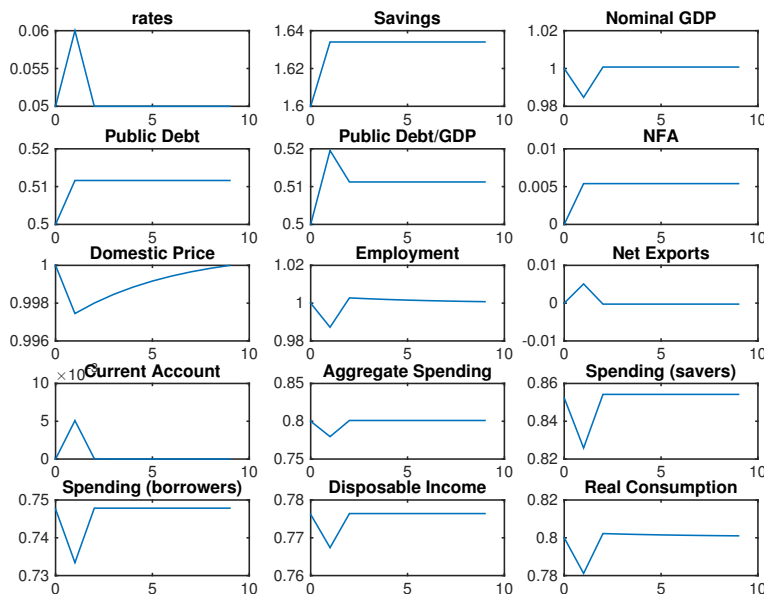 rates Savings Nominal GDP
0.06 1.64 1.02
0.055 1.62 1
0.05 1.6 0.98
0 5 10 0 5 10 0 5 10
Public Debt Public Debt/GDP NFA
0.52 0.52 0.01
0.51 0.51 0.005
0.5 0.5 0
0 5 10 0 5 10 0 5 10
Domestic Price Employment Net Exports
1 1.02 0.01
0.998 1 0
0.996 0.98 -0.01
0 5 10 0 5 10 0 5 10
×10⁻³ Current Account Aggregate Spending Spending (savers)
10 0.85 0.86
5 0.8 0.84
0 0.75 0.82
0 5 10 0 5 10 0 5 10
Spending (borrowers) Disposable Income Real Consumption
0.75 0.78 0.82
0.74 0.77 0.8
0.73 0.76 0.78
0 5 10 0 5 10 0 5 10